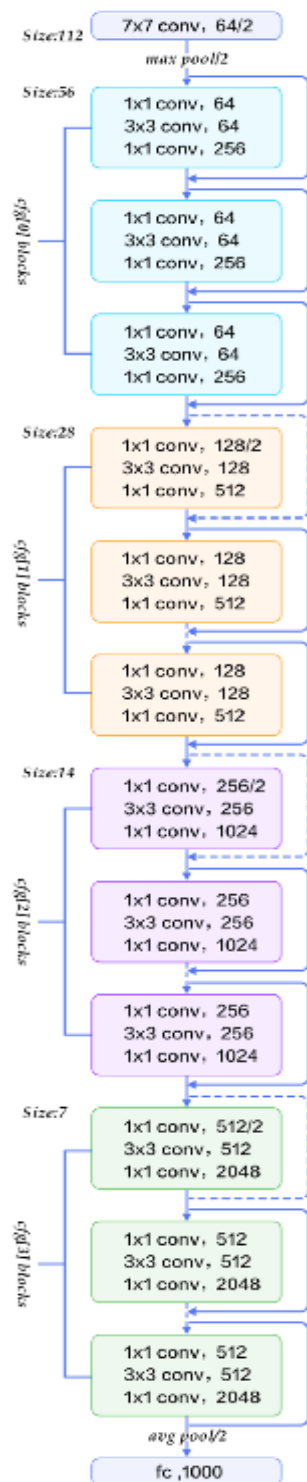 7x7 conv, 64/2
Size:112
max pool/2
Size:56
1x1 conv, 64
3x3 conv, 64
1x1 conv, 256
cfg[0] blocks
1x1 conv, 64
3x3 conv, 64
1x1 conv, 256
1x1 conv, 64
3x3 conv, 64
1x1 conv, 256
Size:28
1x1 conv, 128/2
3x3 conv, 128
1x1 conv, 512
cfg[1] blocks
1x1 conv, 128
3x3 conv, 128
1x1 conv, 512
1x1 conv, 128
3x3 conv, 128
1x1 conv, 512
Size:14
1x1 conv, 256/2
3x3 conv, 256
1x1 conv, 1024
cfg[2] blocks
1x1 conv, 256
3x3 conv, 256
1x1 conv, 1024
1x1 conv, 256
3x3 conv, 256
1x1 conv, 1024
Size:7
1x1 conv, 512/2
3x3 conv, 512
1x1 conv, 2048
cfg[3] blocks
1x1 conv, 512
3x3 conv, 512
1x1 conv, 2048
1x1 conv, 512
3x3 conv, 512
1x1 conv, 2048
avg pool/2
fc ,1000